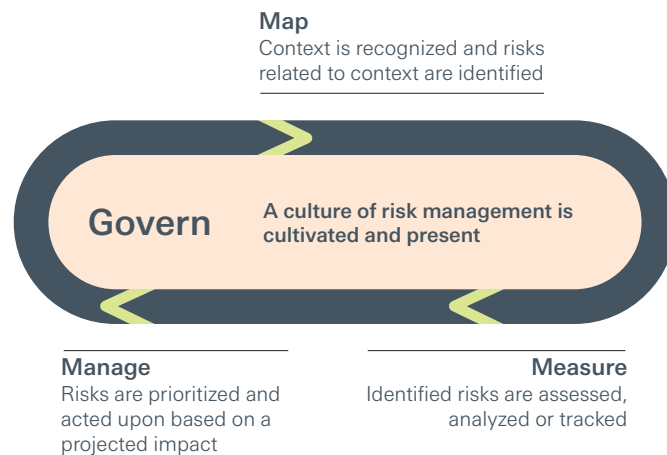 Map
Context is recognized and risks
related to context are identified
Govern
A culture of risk management is
cultivated and present
Manage
Risks are prioritized and
acted upon based on a
projected impact
Measure
Identified risks are assessed,
analyzed or tracked